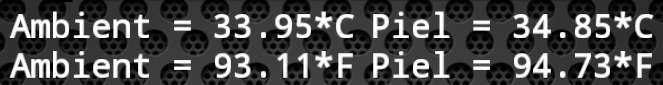 Ambient = 33.95*C Piel = 34.85*C
Ambient = 93.11*F Piel = 94.73*F